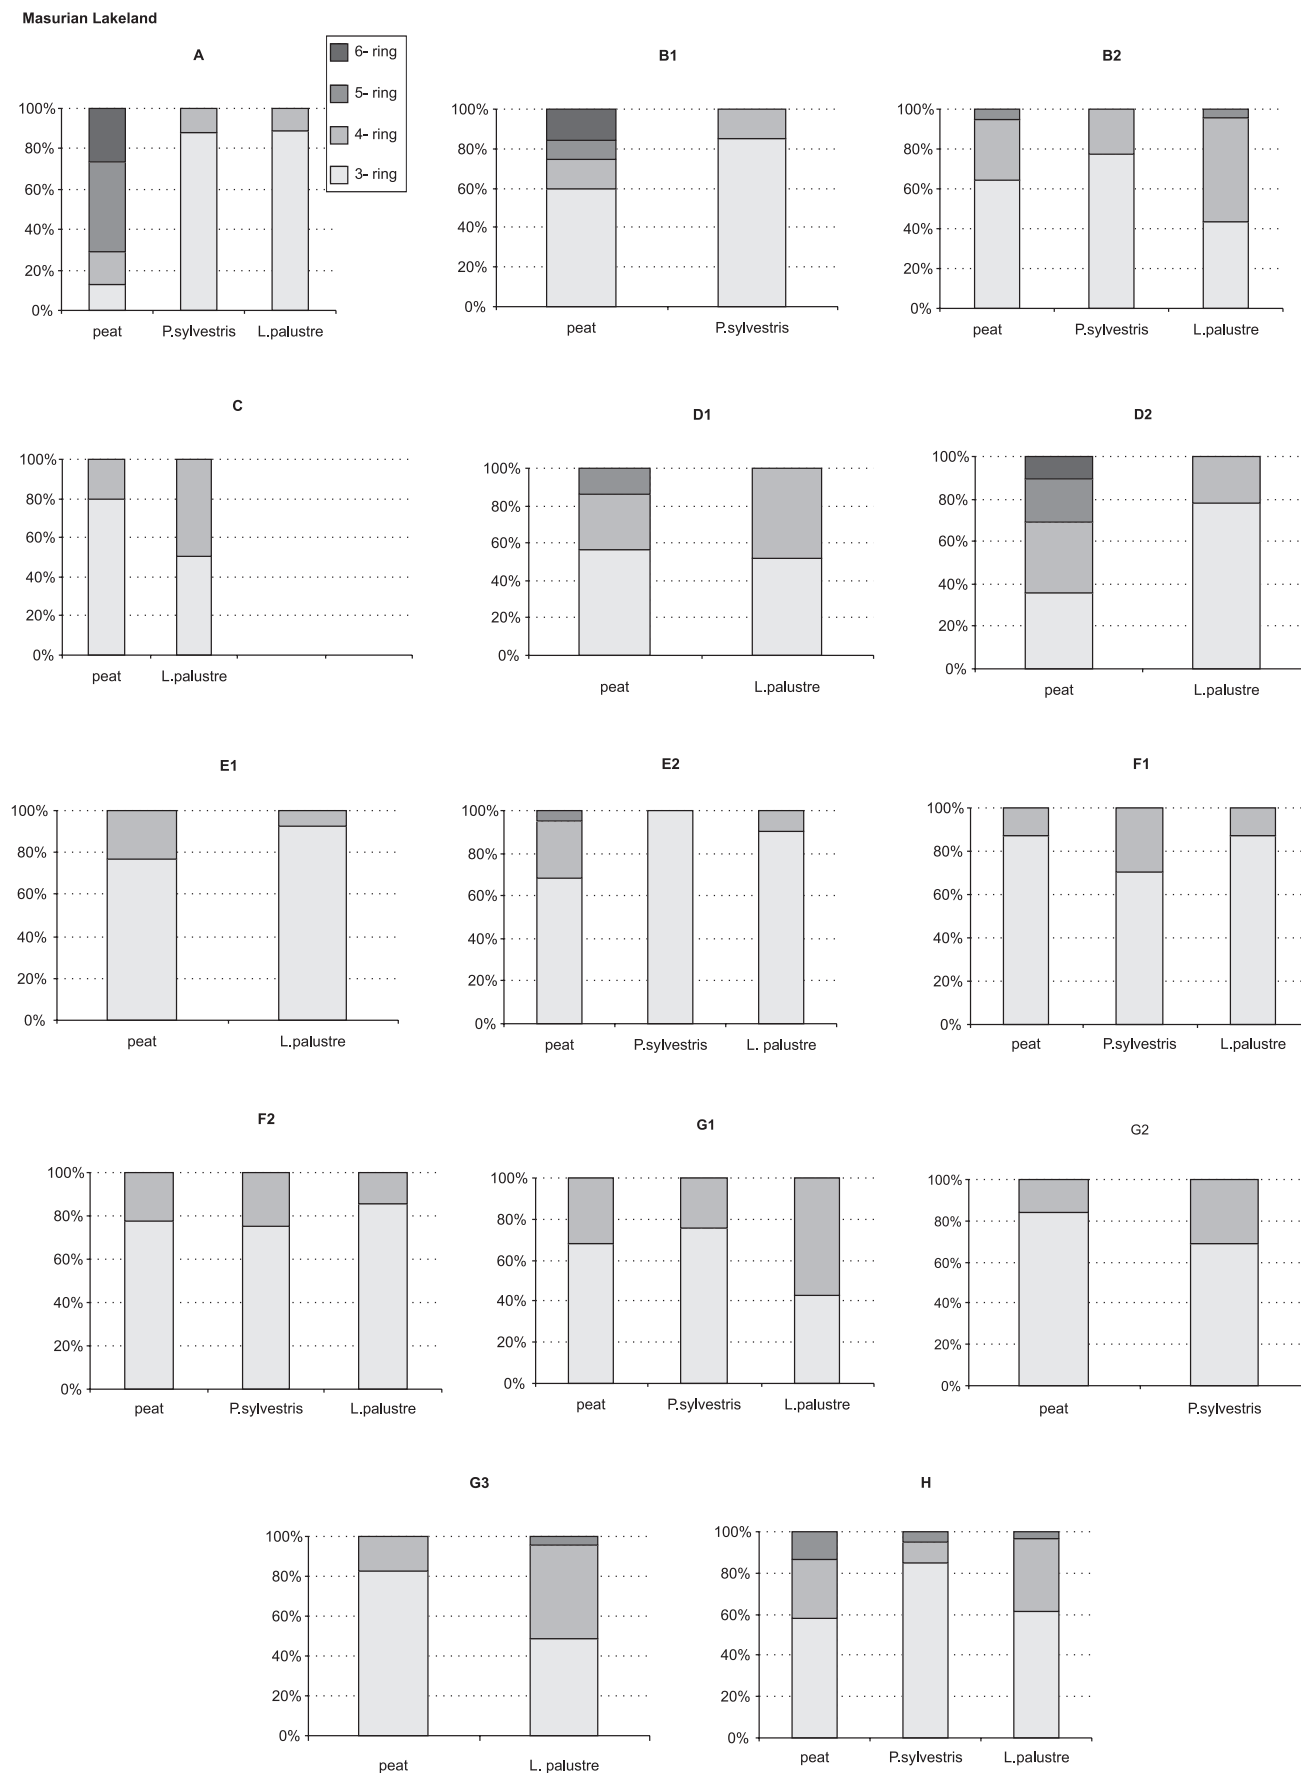 Masurian Lakeland
A
6- ring
5- ring
4- ring
3- ring
100%
80%
60%
40%
20%
0%
peat P.sylvestris L.palustre
B1
100%
80%
60%
40%
20%
0%
peat P.sylvestris
B2
100%
80%
60%
40%
20%
0%
peat P.sylvestris L.palustre
C
100%
80%
60%
40%
20%
0%
peat L.palustre
D1
100%
80%
60%
40%
20%
0%
peat L.palustre
D2
100%
80%
60%
40%
20%
0%
peat L.palustre
E1
100%
80%
60%
40%
20%
0%
peat L.palustre
E2
100%
80%
60%
40%
20%
0%
peat P.sylvestris L. palustre
F1
100%
80%
60%
40%
20%
0%
peat P.sylvestris L.palustre
F2
100%
80%
60%
40%
20%
0%
peat P.sylvestris L.palustre
G1
100%
80%
60%
40%
20%
0%
peat P.sylvestris L.palustre
G2
100%
80%
60%
40%
20%
0%
peat P.sylvestris
G3
100%
80%
60%
40%
20%
0%
peat L. palustre
H
100%
80%
60%
40%
20%
0%
peat P.sylvestris L.palustre